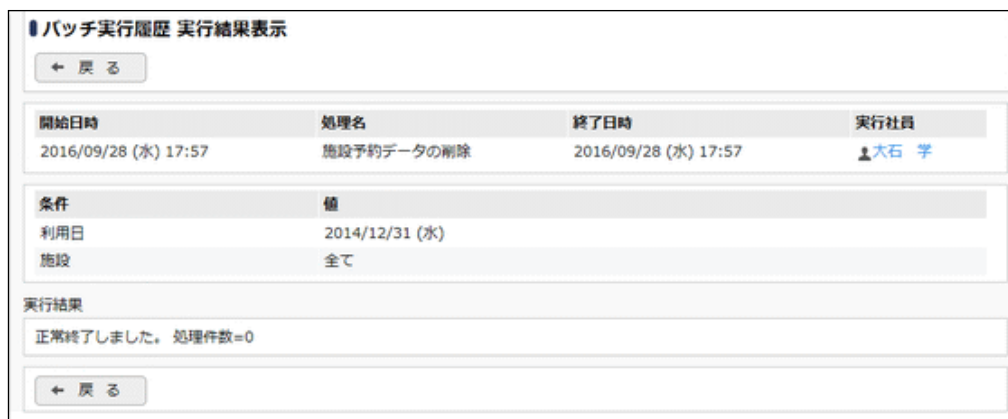 バッチ実行履歴 実行結果表示
← 戻 る
開始日時 処理名 終了日時 実行社員
2016/09/28 (水) 17:57 施設予約データの削除 2016/09/28 (水) 17:57 大石 学
条件 値
利用日 2014/12/31 (水)
施設 全て
実行結果
正常終了しました。 処理件数=0
← 戻 る